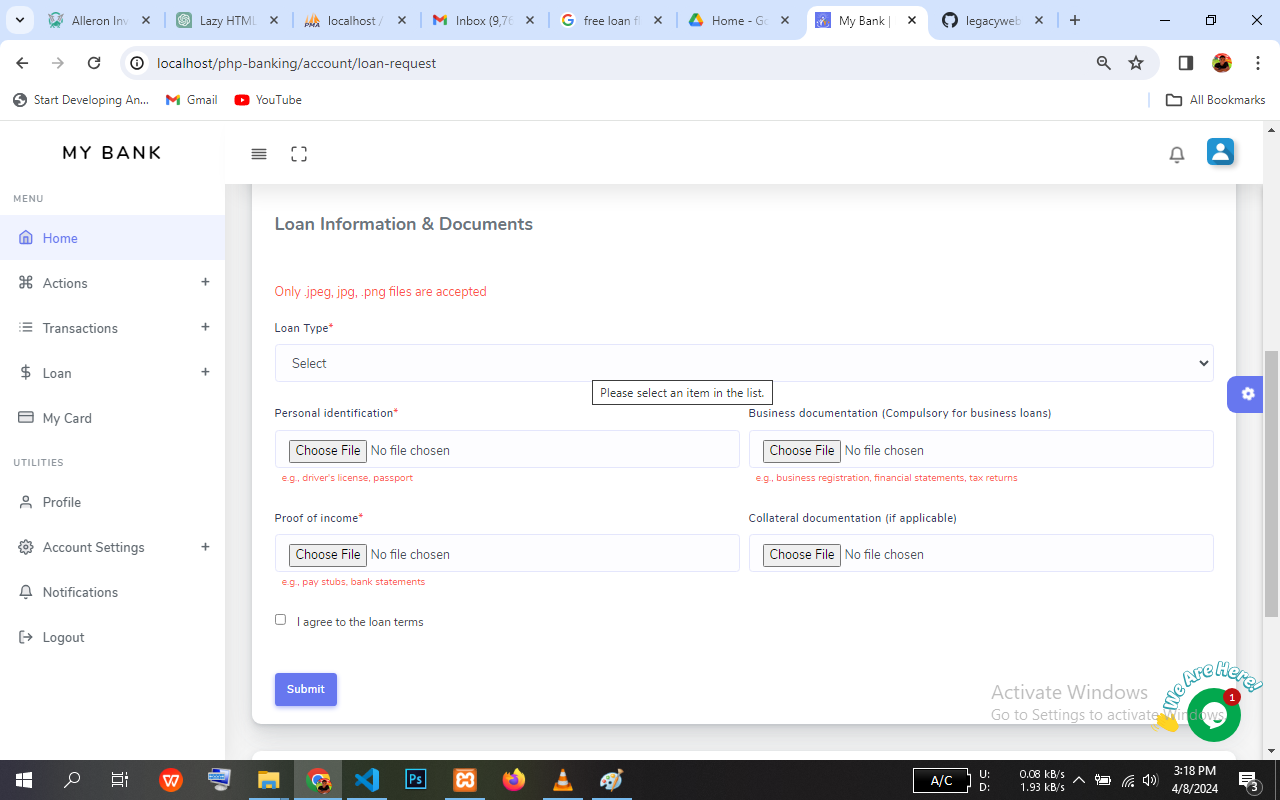 Alleron Inv
Lazy HTML
localhost /
Inbox (9,76
free loan fl
Home - Go
My Bank |
legacyweb
localhost/php-banking/account/loan-request
Start Developing An...
Gmail
YouTube
All Bookmarks
MY BANK
MENU
Home
Actions
Transactions
Loan
My Card
UTILITIES
Profile
Account Settings
Notifications
Logout
Loan Information & Documents
Only .jpeg, jpg, .png files are accepted
Loan Type*
Select
Please select an item in the list.
Personal identification*
Business documentation (Compulsory for business loans)
Choose File No file chosen
Choose File No file chosen
e.g., driver's license, passport
e.g., business registration, financial statements, tax returns
Proof of income*
Collateral documentation (if applicable)
Choose File No file chosen
Choose File No file chosen
e.g., pay stubs, bank statements
I agree to the loan terms
Submit
We Are Here!
1
Activate Windows
Go to Settings to activate Windows.
A/C
U: 0.08 kB/s
D: 1.93 kB/s
3:18 PM
4/8/2024
3